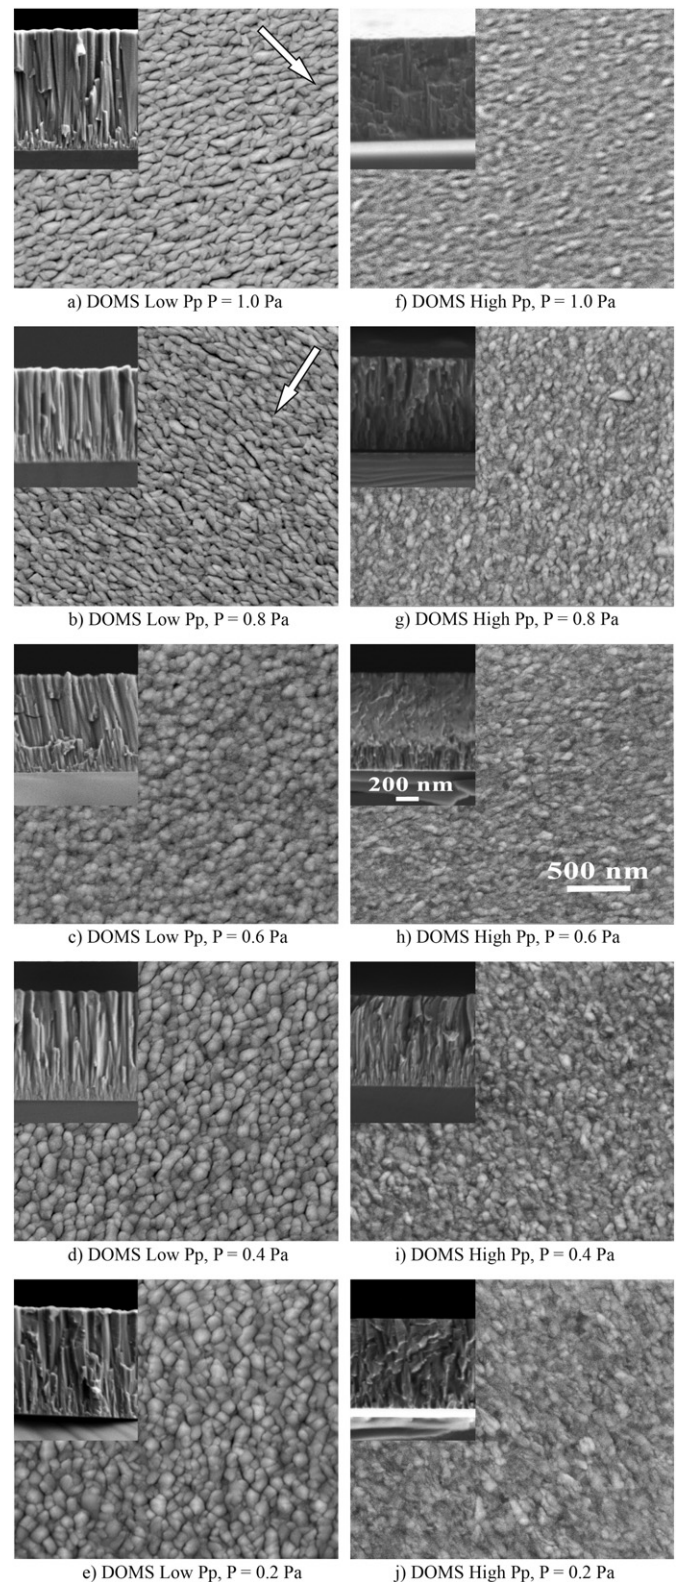 a) DOMS Low Pp P = 1.0 Pa
f) DOMS High Pp, P = 1.0 Pa
b) DOMS Low Pp, P = 0.8 Pa
g) DOMS High Pp, P = 0.8 Pa
200 nm
500 nm
c) DOMS Low Pp, P = 0.6 Pa
h) DOMS High Pp, P = 0.6 Pa
d) DOMS Low Pp, P = 0.4 Pa
i) DOMS High Pp, P = 0.4 Pa
e) DOMS Low Pp, P = 0.2 Pa
j) DOMS High Pp, P = 0.2 Pa